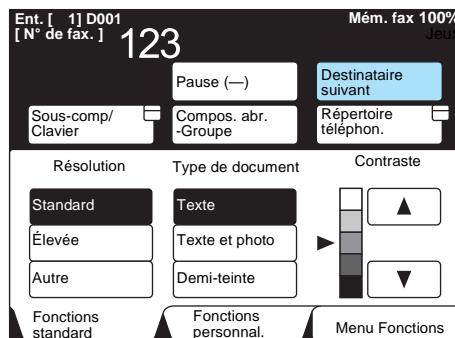 Ent. [ 1] D001 Mém. fax 100%
[ N° de fax. ] 123 Jeux
Pause (—)
Destinataire
suivant
Sous-comp/
Clavier
Compos. abr.
-Groupe
Répertoire
téléphon.
Résolution Type de document Contraste
Standard Texte
Élevée Texte et photo
Autre Demi-teinte
Fonctions
standard
Fonctions
personnal.
Menu Fonctions